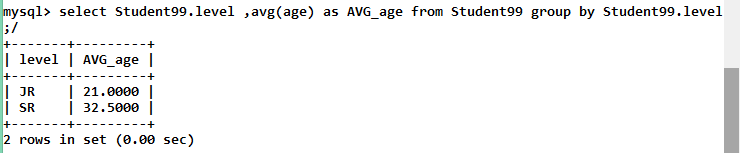 mysql> select Student99.level ,avg(age) as AVG_age from Student99 group by Student99.level
;/
+-------+---------+
| level | AVG_age |
+-------+---------+
| JR    | 21.0000 |
| SR    | 32.5000 |
+-------+---------+
2 rows in set (0.00 sec)